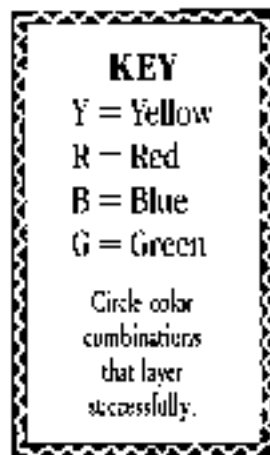 KEY
Y = Yellow
R = Red
B = Blue
G = Green
Circle color
combinations
that layer
successfully.